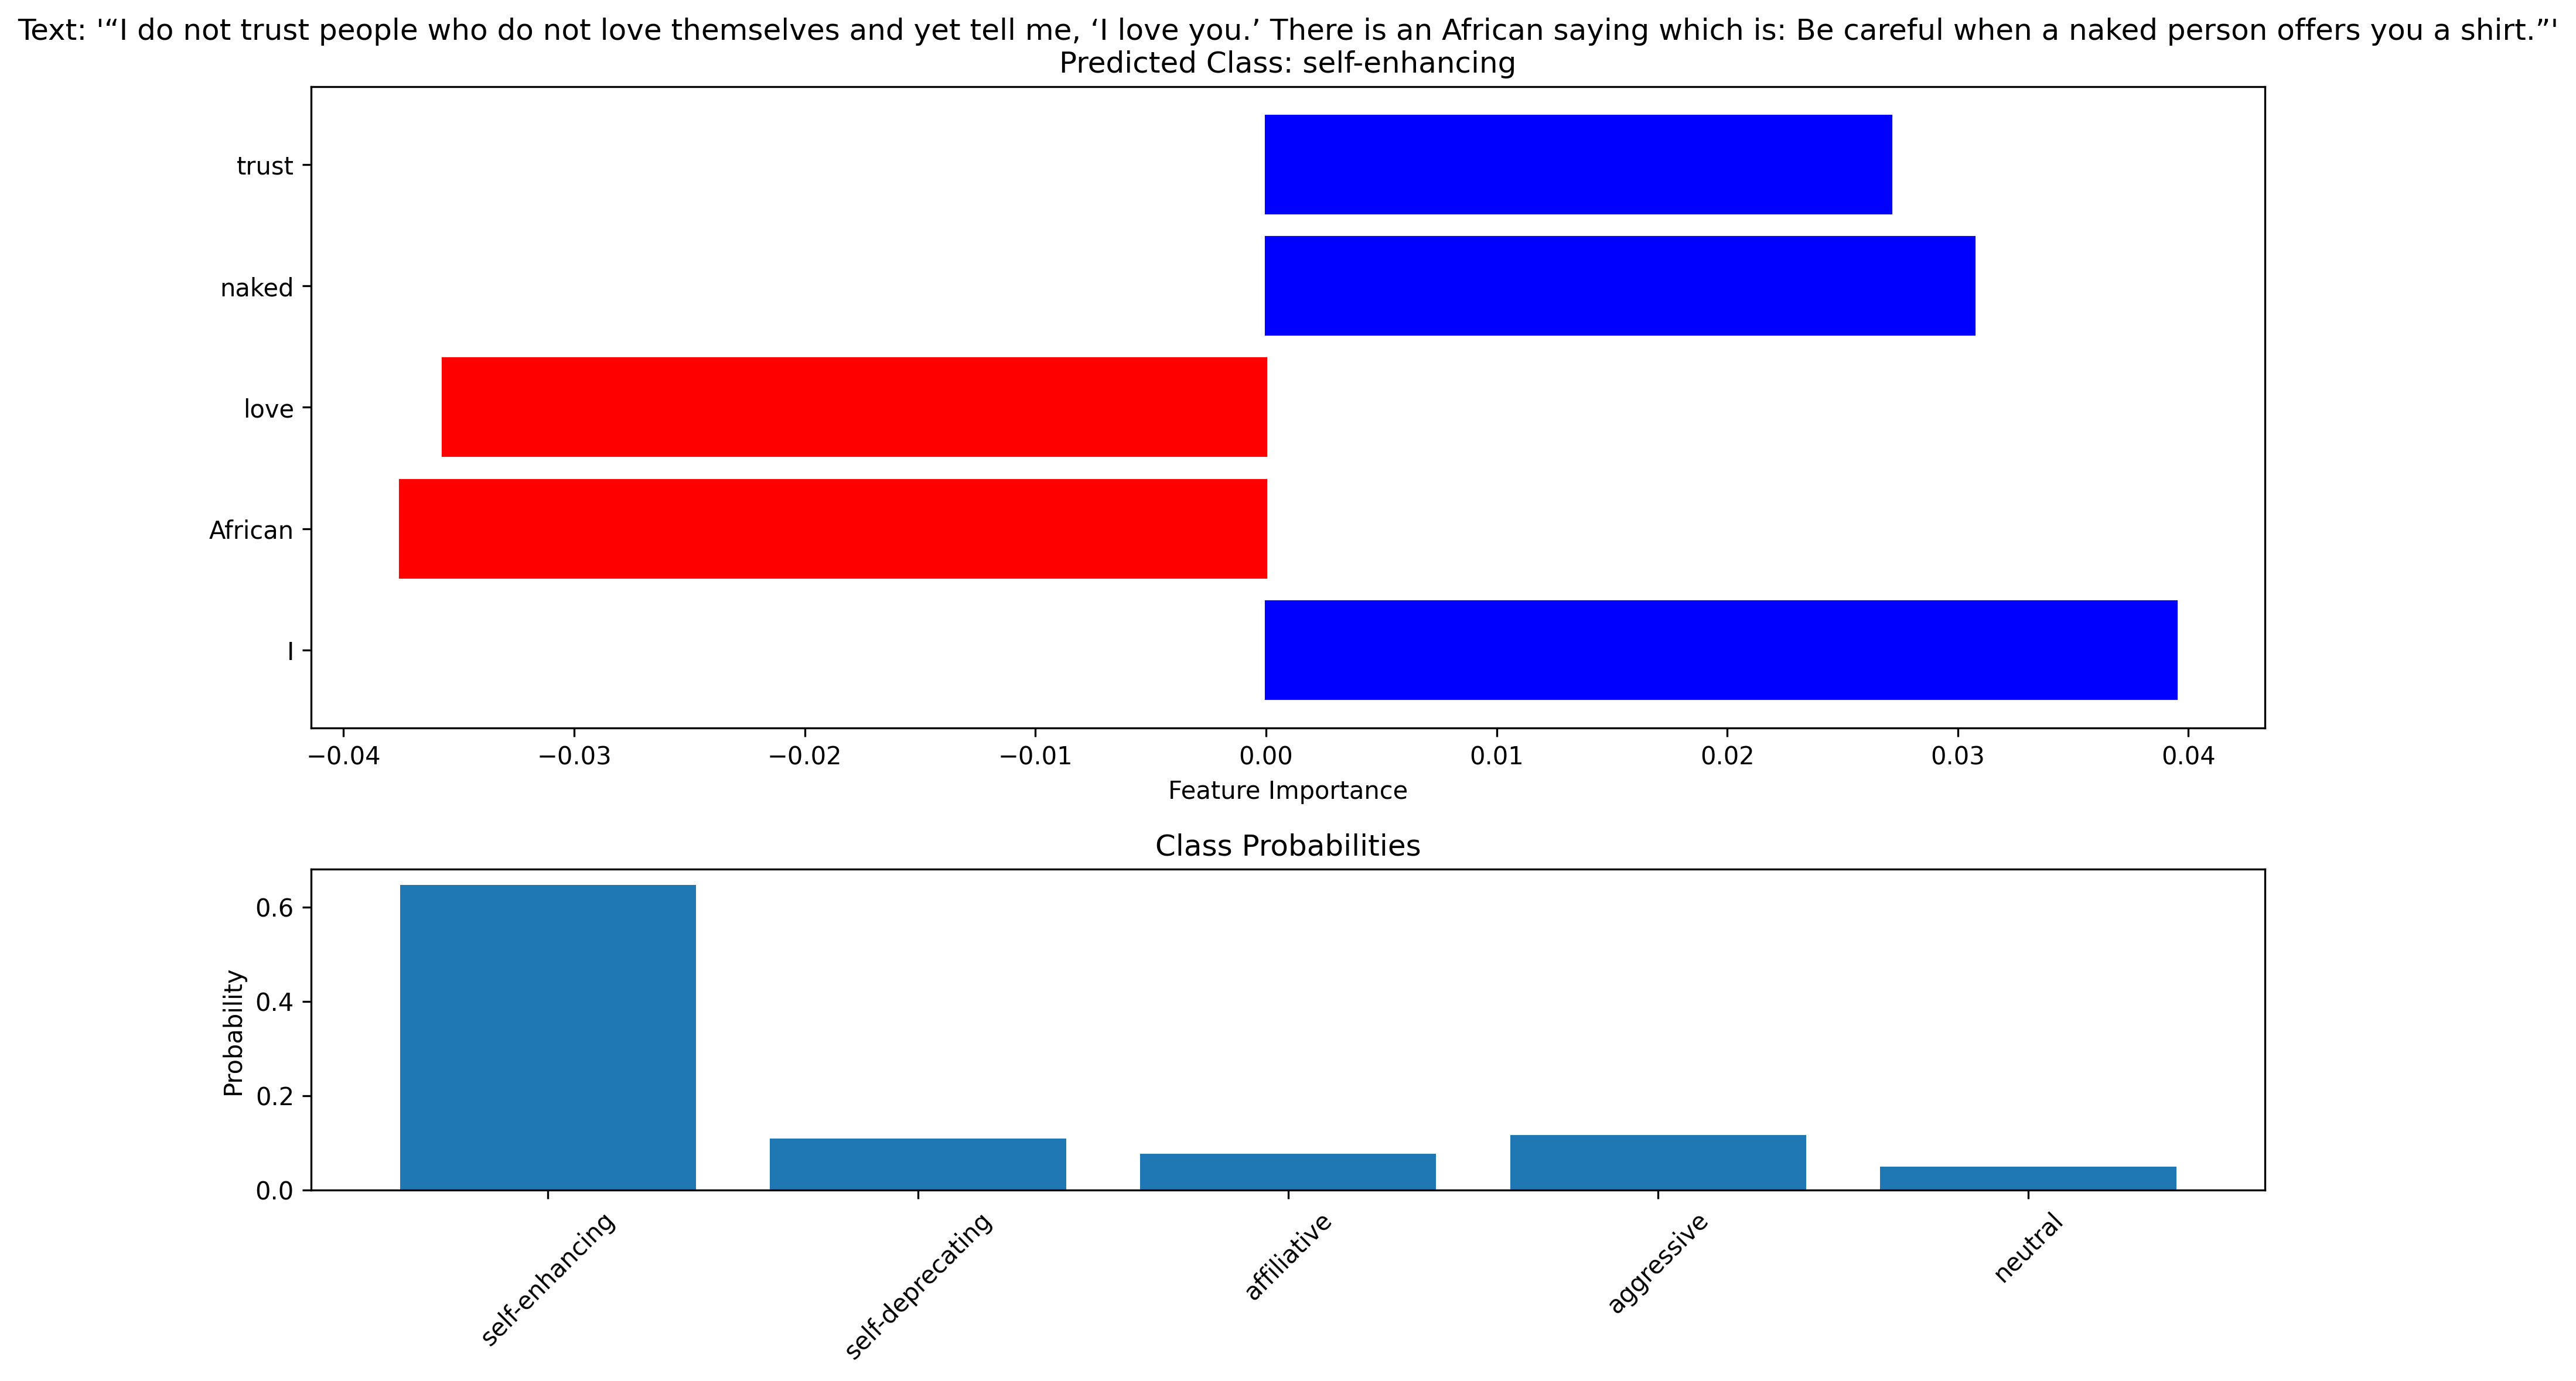 Text: '“I do not trust people who do not love themselves and yet tell me, ‘I love you.’ There is an African saying which is: Be careful when a naked person offers you a shirt.”'
Predicted Class: self-enhancing
trust
naked
love
African
I
−0.04 −0.03 −0.02 −0.01 0.00 0.01 0.02 0.03 0.04
Feature Importance
Class Probabilities
Probability
0.6
0.4
0.2
0.0
self-enhancing self-deprecating affiliative aggressive neutral